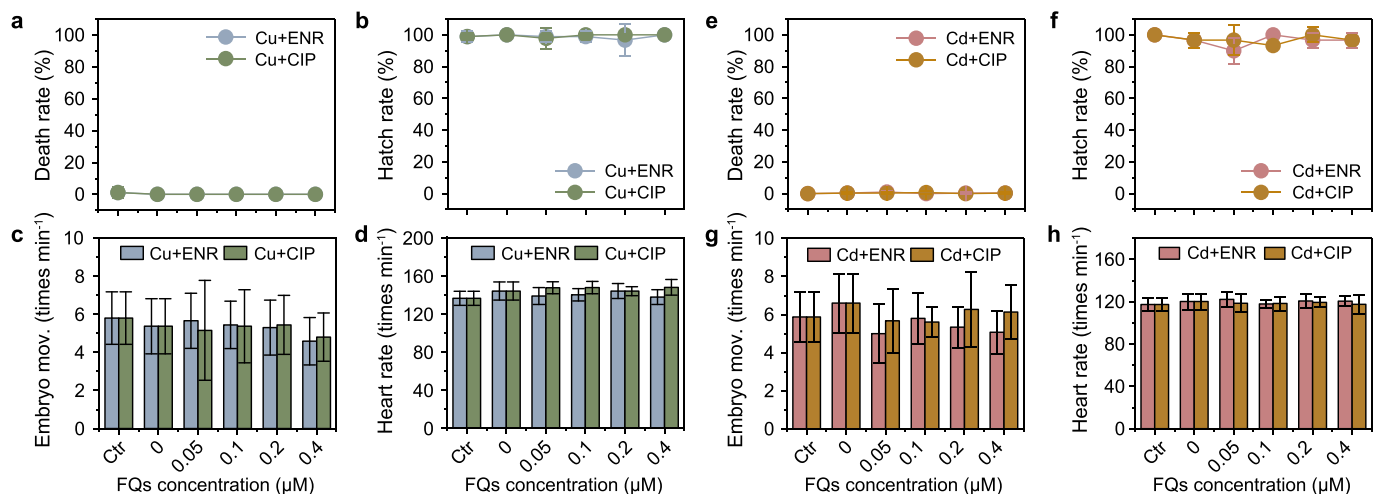 a
Death rate (%)
100
80
60
40
20
0
Cu+ENR
Cu+CIP
b
Hatch rate (%)
100
80
60
40
20
0
Cu+ENR
Cu+CIP
e
Death rate (%)
100
80
60
40
20
0
Cd+ENR
Cd+CIP
f
Hatch rate (%)
100
80
60
40
20
0
Cd+ENR
Cd+CIP
c
Embryo mov. (times min⁻¹)
10
8
6
4
2
0
Cu+ENR Cu+CIP
Ctr 0 0.05 0.1 0.2 0.4
FQs concentration (µM)
d
Heart rate (times min⁻¹)
200
160
120
80
40
0
Cu+ENR Cu+CIP
Ctr 0 0.05 0.1 0.2 0.4
FQs concentration (µM)
g
Embryo mov. (times min⁻¹)
10
8
6
4
2
0
Cd+ENR Cd+CIP
Ctr 0 0.05 0.1 0.2 0.4
FQs concentration (µM)
h
Heart rate (times min⁻¹)
160
120
80
40
0
Cd+ENR Cd+CIP
Ctr 0 0.05 0.1 0.2 0.4
FQs concentration (µM)